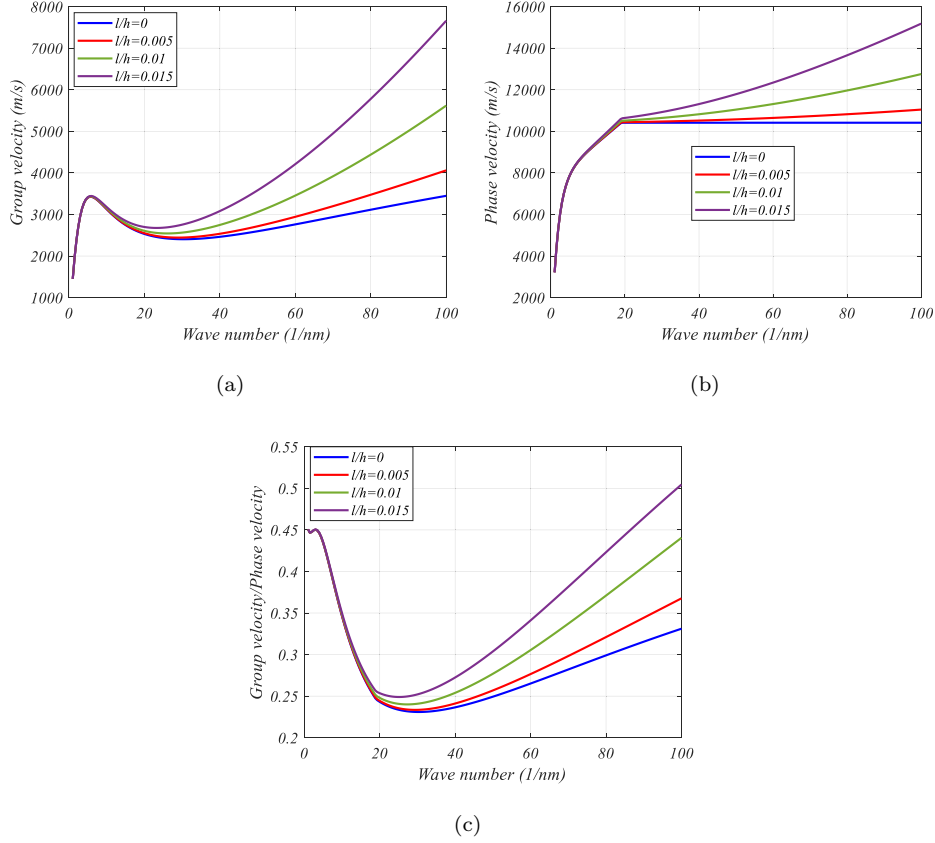 8000
7000
6000
5000
4000
3000
2000
1000
Group velocity (m/s)
l/h=0
l/h=0.005
l/h=0.01
l/h=0.015
0 20 40 60 80 100
Wave number (1/nm)
(a)
16000
14000
12000
10000
8000
6000
4000
2000
Phase velocity (m/s)
l/h=0
l/h=0.005
l/h=0.01
l/h=0.015
0 20 40 60 80 100
Wave number (1/nm)
(b)
0.55
0.5
0.45
0.4
0.35
0.3
0.25
0.2
Group velocity/Phase velocity
l/h=0
l/h=0.005
l/h=0.01
l/h=0.015
0 20 40 60 80 100
Wave number (1/nm)
(c)